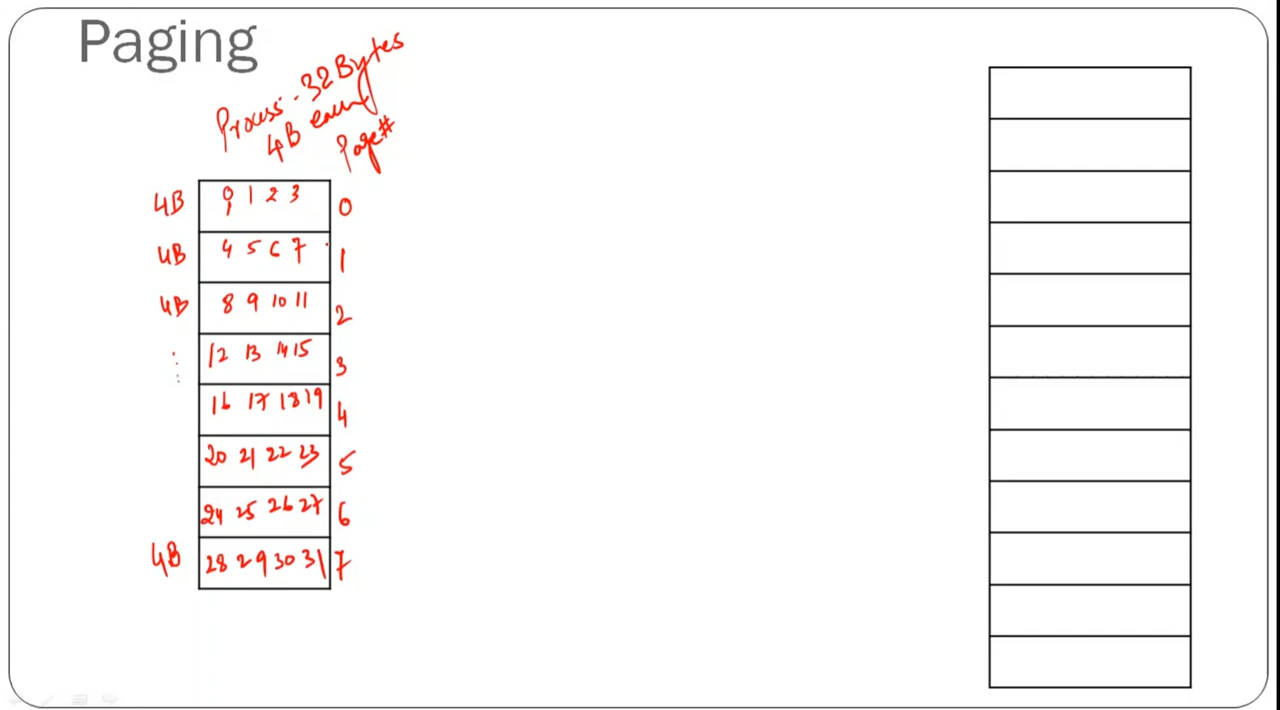 Paging
Process - 32 Bytes
4B each
Page#
4B 0 1 2 3 0
4B 4 5 6 7 1
4B 8 9 10 11 2
12 13 14 15 3
16 17 18 19 4
20 21 22 23 5
24 25 26 27 6
4B 28 29 30 31 7